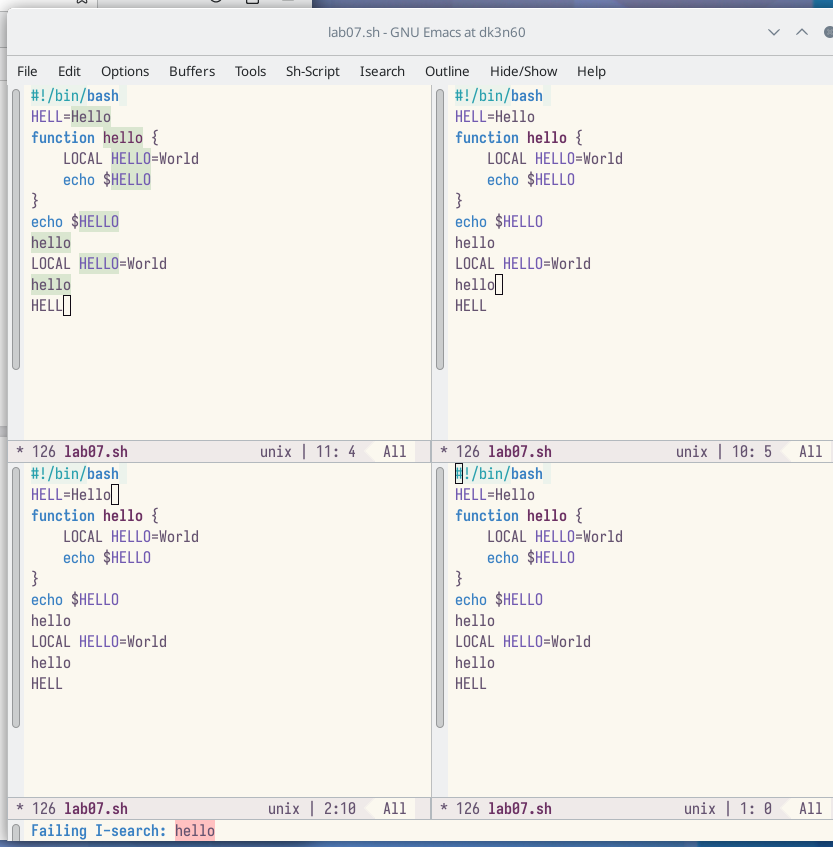 lab07.sh - GNU Emacs at dk3n60
File Edit Options Buffers Tools Sh-Script Isearch Outline Hide/Show Help
#!/bin/bash
HELL=Hello
function hello {
    LOCAL HELLO=World
    echo $HELLO
}
echo $HELLO
hello
LOCAL HELLO=World
hello
HELL
* 126 lab07.sh unix | 11: 4 All
#!/bin/bash
HELL=Hello
function hello {
    LOCAL HELLO=World
    echo $HELLO
}
echo $HELLO
hello
LOCAL HELLO=World
hello
HELL
* 126 lab07.sh unix | 10: 5 All
#!/bin/bash
HELL=Hello
function hello {
    LOCAL HELLO=World
    echo $HELLO
}
echo $HELLO
hello
LOCAL HELLO=World
hello
HELL
* 126 lab07.sh unix | 2:10 All
#!/bin/bash
HELL=Hello
function hello {
    LOCAL HELLO=World
    echo $HELLO
}
echo $HELLO
hello
LOCAL HELLO=World
hello
HELL
* 126 lab07.sh unix | 1: 0 All
Failing I-search: hello